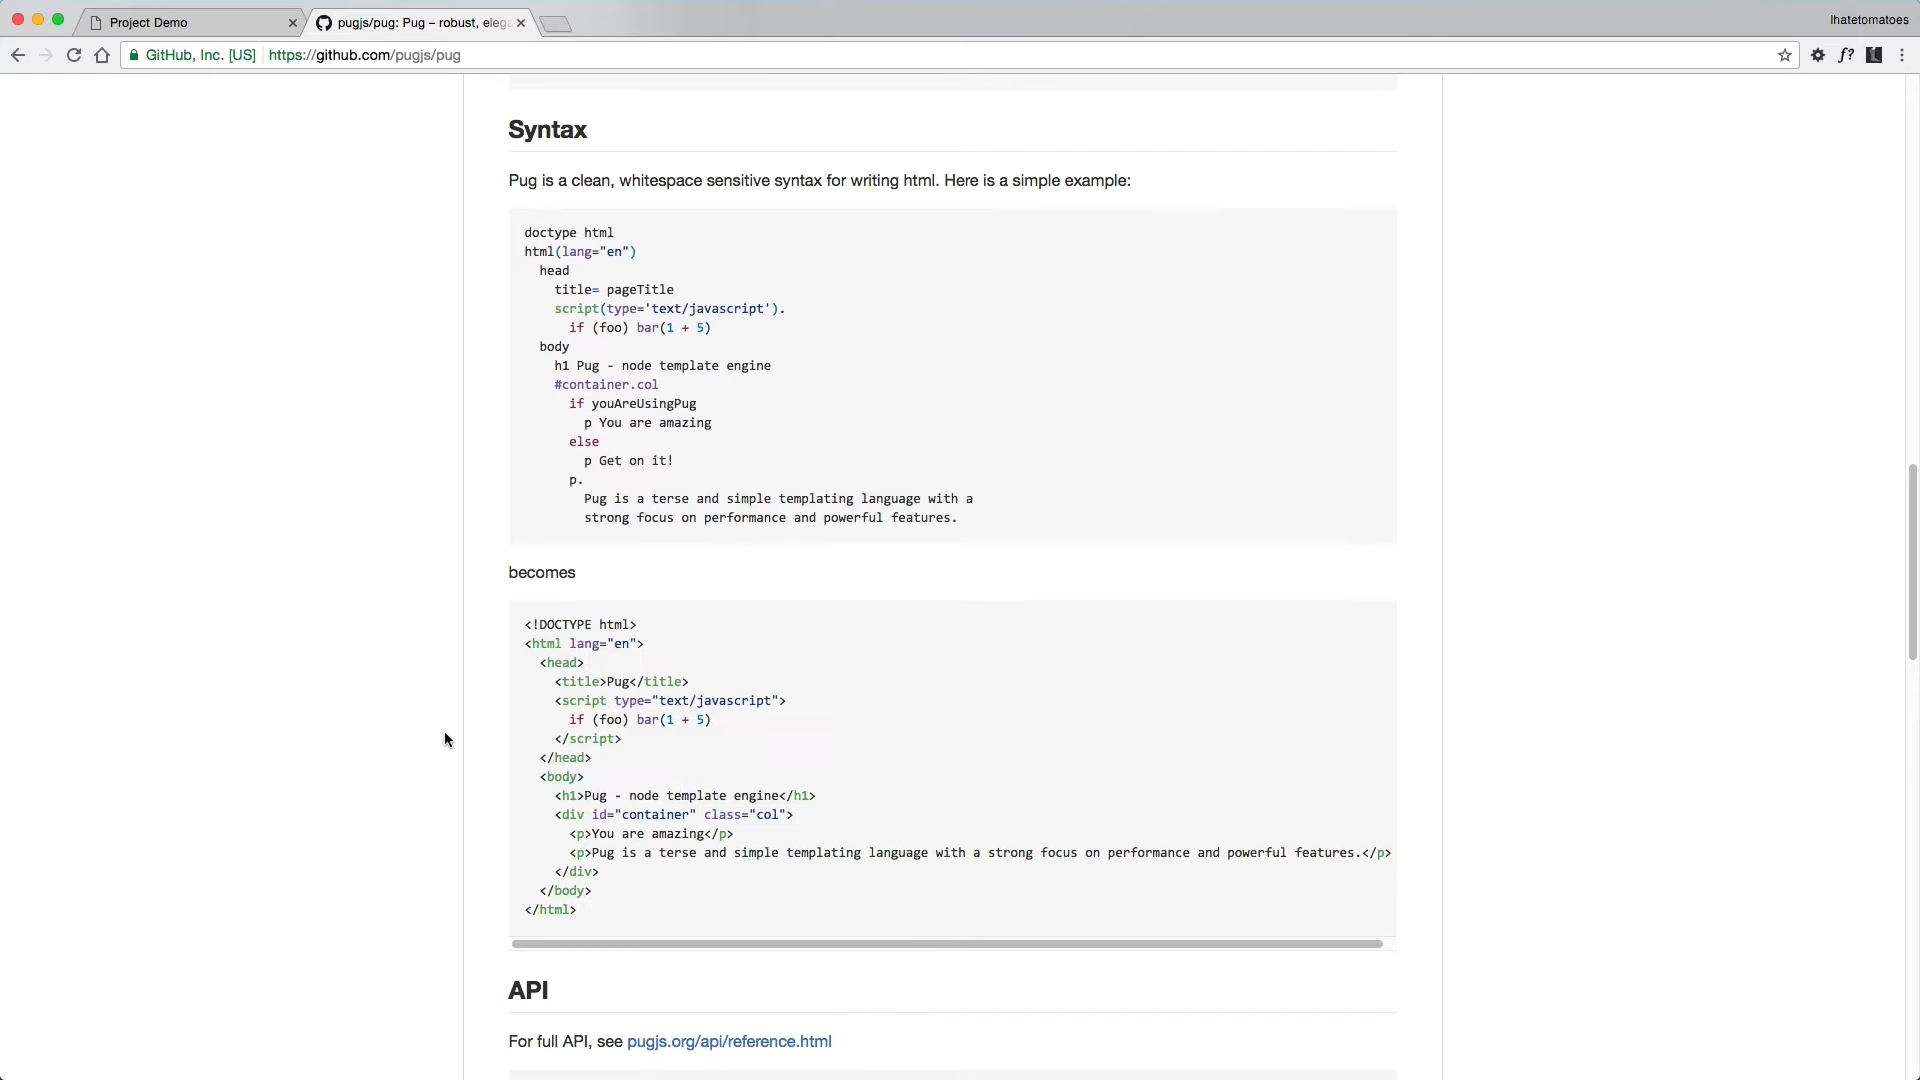 Project Demo
pugjs/pug: Pug – robust, eleg
Ihatetomatoes
GitHub, Inc. [US] https://github.com/pugjs/pug
f?
Syntax
Pug is a clean, whitespace sensitive syntax for writing html. Here is a simple example:
doctype html
html(lang="en")
  head
    title= pageTitle
    script(type='text/javascript').
      if (foo) bar(1 + 5)
  body
    h1 Pug - node template engine
    #container.col
      if youAreUsingPug
        p You are amazing
      else
        p Get on it!
      p.
        Pug is a terse and simple templating language with a
        strong focus on performance and powerful features.
becomes
<!DOCTYPE html>
<html lang="en">
  <head>
    <title>Pug</title>
    <script type="text/javascript">
      if (foo) bar(1 + 5)
    </script>
  </head>
  <body>
    <h1>Pug - node template engine</h1>
    <div id="container" class="col">
      <p>You are amazing</p>
      <p>Pug is a terse and simple templating language with a strong focus on performance and powerful features.</p>
    </div>
  </body>
</html>
API
For full API, see pugjs.org/api/reference.html